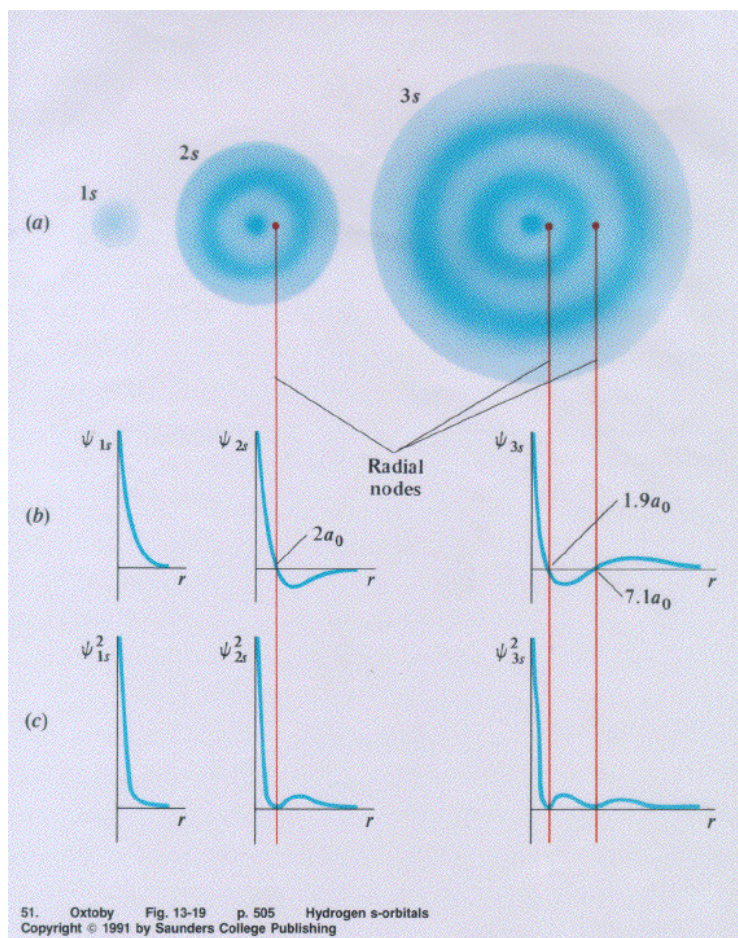 3s
2s
1s
(a)
ψ1s
ψ2s
ψ3s
Radial
nodes
1.9a0
(b)
2a0
r
r
r
7.1a0
ψ²1s
ψ²2s
ψ²3s
(c)
r
r
r
51. Oxtoby Fig. 13-19 p. 505 Hydrogen s-orbitals
Copyright © 1991 by Saunders College Publishing